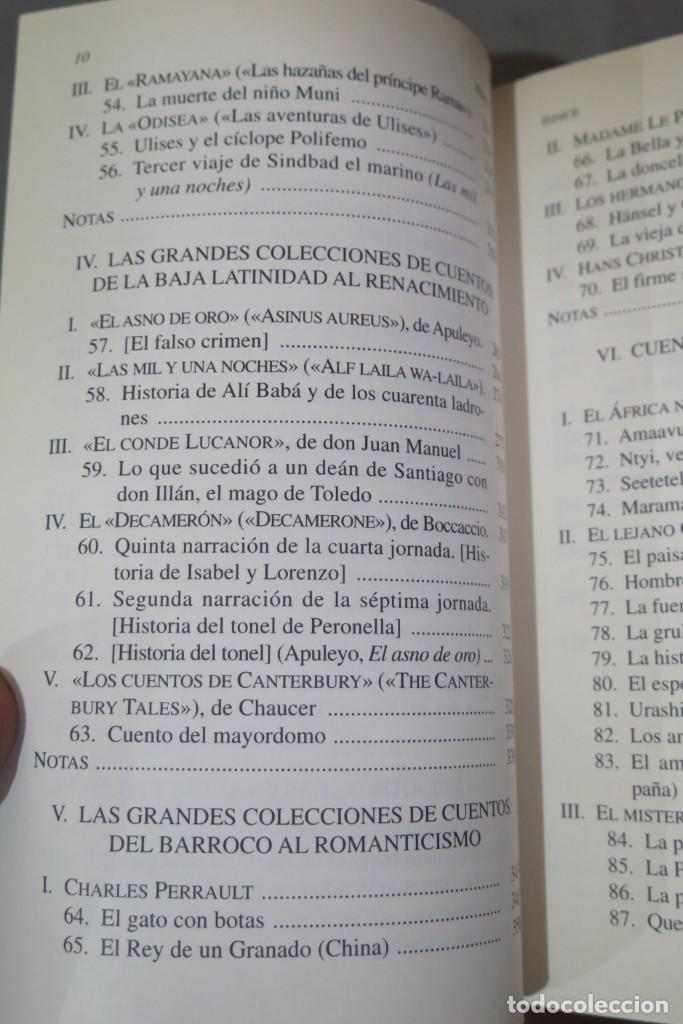 10
III. EL «RAMAYANA» («Las hazañas del príncipe Rama»).
54. La muerte del niño Muni
IV. LA «ODISEA» («Las aventuras de Ulises»)
55. Ulises y el cíclope Polifemo
56. Tercer viaje de Sindbad el marino (Las mil
y una noches)
NOTAS
IV. LAS GRANDES COLECCIONES DE CUENTOS
DE LA BAJA LATINIDAD AL RENACIMIENTO
I. «EL ASNO DE ORO» («ASINUS AUREUS»), de Apuleyo.
57. [El falso crimen]
II. «LAS MIL Y UNA NOCHES» («ALF LAILA WA-LAILA»).
58. Historia de Alí Babá y de los cuarenta ladro-
nes
III. «EL CONDE LUCANOR», de don Juan Manuel
59. Lo que sucedió a un deán de Santiago con
don Illán, el mago de Toledo
IV. EL «DECAMERÓN» («DECAMERONE»), de Boccaccio.
60. Quinta narración de la cuarta jornada. [His-
toria de Isabel y Lorenzo]
61. Segunda narración de la séptima jornada.
[Historia del tonel de Peronella]
62. [Historia del tonel] (Apuleyo, El asno de oro)
V. «LOS CUENTOS DE CANTERBURY» («THE CANTER-
BURY TALES»), de Chaucer
63. Cuento del mayordomo
NOTAS
V. LAS GRANDES COLECCIONES DE CUENTOS
DEL BARROCO AL ROMANTICISMO
I. CHARLES PERRAULT
64. El gato con botas
65. El Rey de un Granado (China)
ÍNDICE
II. MADAME LE P
66. La Bella y
67. La doncel
III. LOS HERMANO
68. Hänsel y
69. La vieja d
IV. HANS CHRIST
70. El firme
NOTAS
VI. CUEN
I. EL ÁFRICA N
71. Amaavu
72. Ntyi, ve
73. Seetetel
74. Marama
II. EL LEJANO
75. El paisa
76. Hombr
77. La fuen
78. La grul
79. La hist
80. El espe
81. Urashi
82. Los an
83. El am
paña)
III. EL MISTER
84. La p
85. La F
86. La p
87. Que
todocoleccion